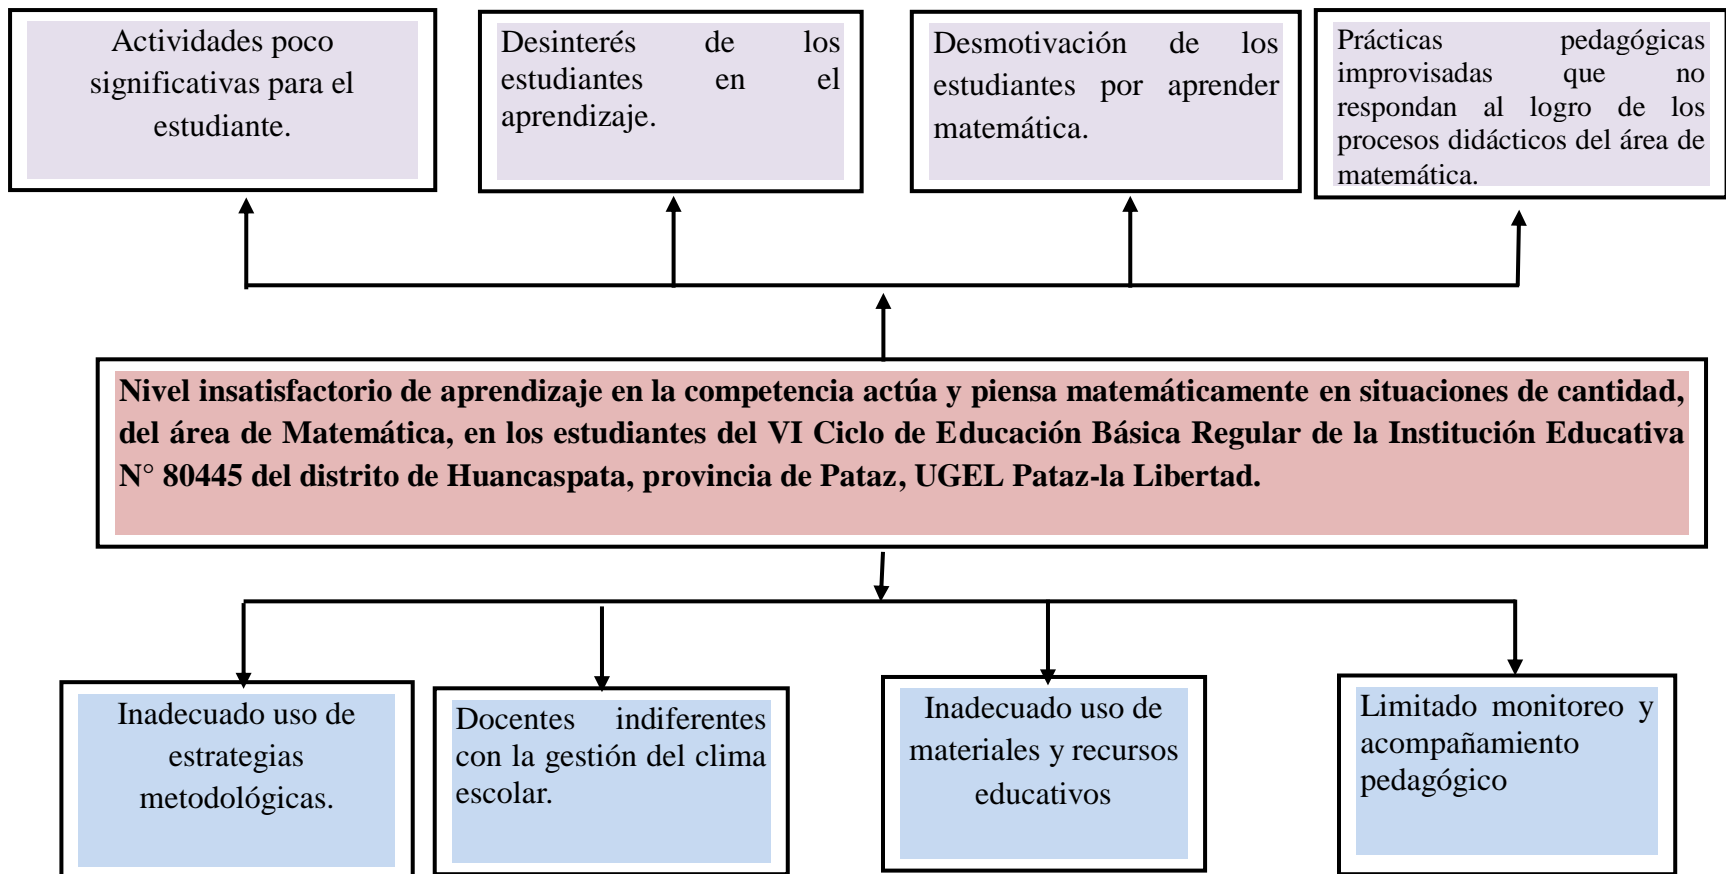 Actividades poco
significativas para el
estudiante.
Desinterés de los
estudiantes en el
aprendizaje.
Desmotivación de los
estudiantes por aprender
matemática.
Prácticas pedagógicas
improvisadas que no
respondan al logro de los
procesos didácticos del área de
matemática.
Nivel insatisfactorio de aprendizaje en la competencia actúa y piensa matemáticamente en situaciones de cantidad,
del área de Matemática, en los estudiantes del VI Ciclo de Educación Básica Regular de la Institución Educativa
N° 80445 del distrito de Huancaspata, provincia de Pataz, UGEL Pataz-la Libertad.
Inadecuado uso de
estrategias
metodológicas.
Docentes indiferentes
con la gestión del clima
escolar.
Inadecuado uso de
materiales y recursos
educativos
Limitado monitoreo y
acompañamiento
pedagógico